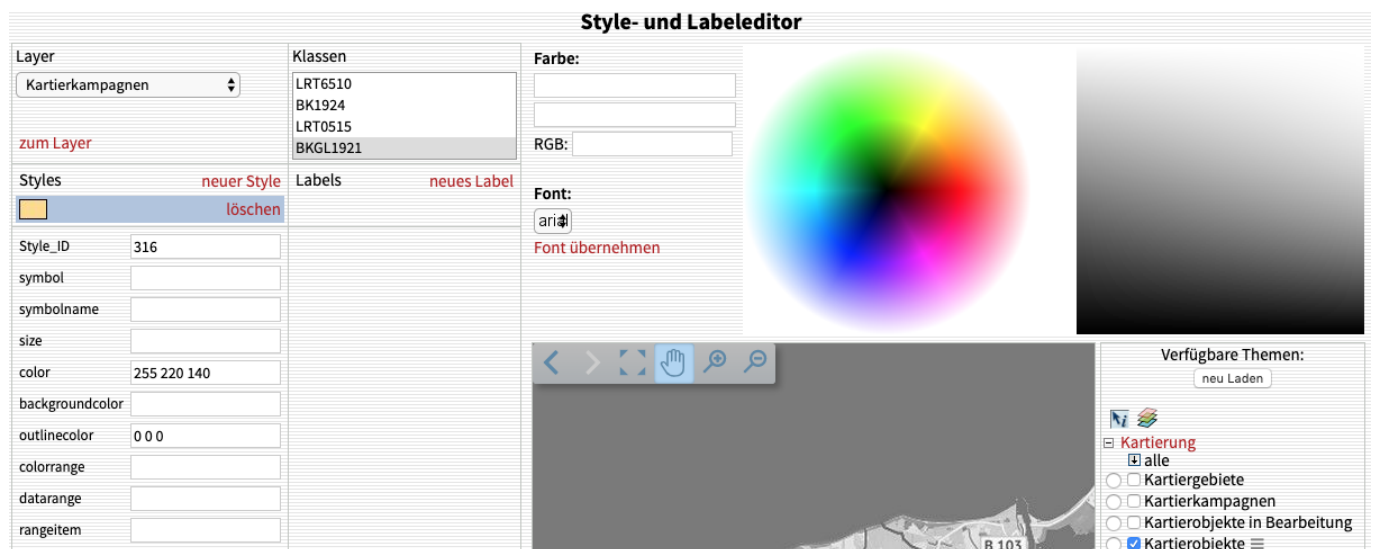 Style- und Labeleditor
Layer
Kartierkampagnen
zum Layer
Klassen
LRT6510
BK1924
LRT0515
BKGL1921
Styles
neuer Style
löschen
Labels
neues Label
Style_ID
316
symbol
symbolname
size
color
255 220 140
backgroundcolor
outlinecolor
0 0 0
colorrange
datarange
rangeitem
Farbe:
RGB:
Font:
arial
Font übernehmen
B 103
Verfügbare Themen:
neu Laden
Kartierung
alle
Kartiergebiete
Kartierkampagnen
Kartierobjekte in Bearbeitung
Kartierobjekte